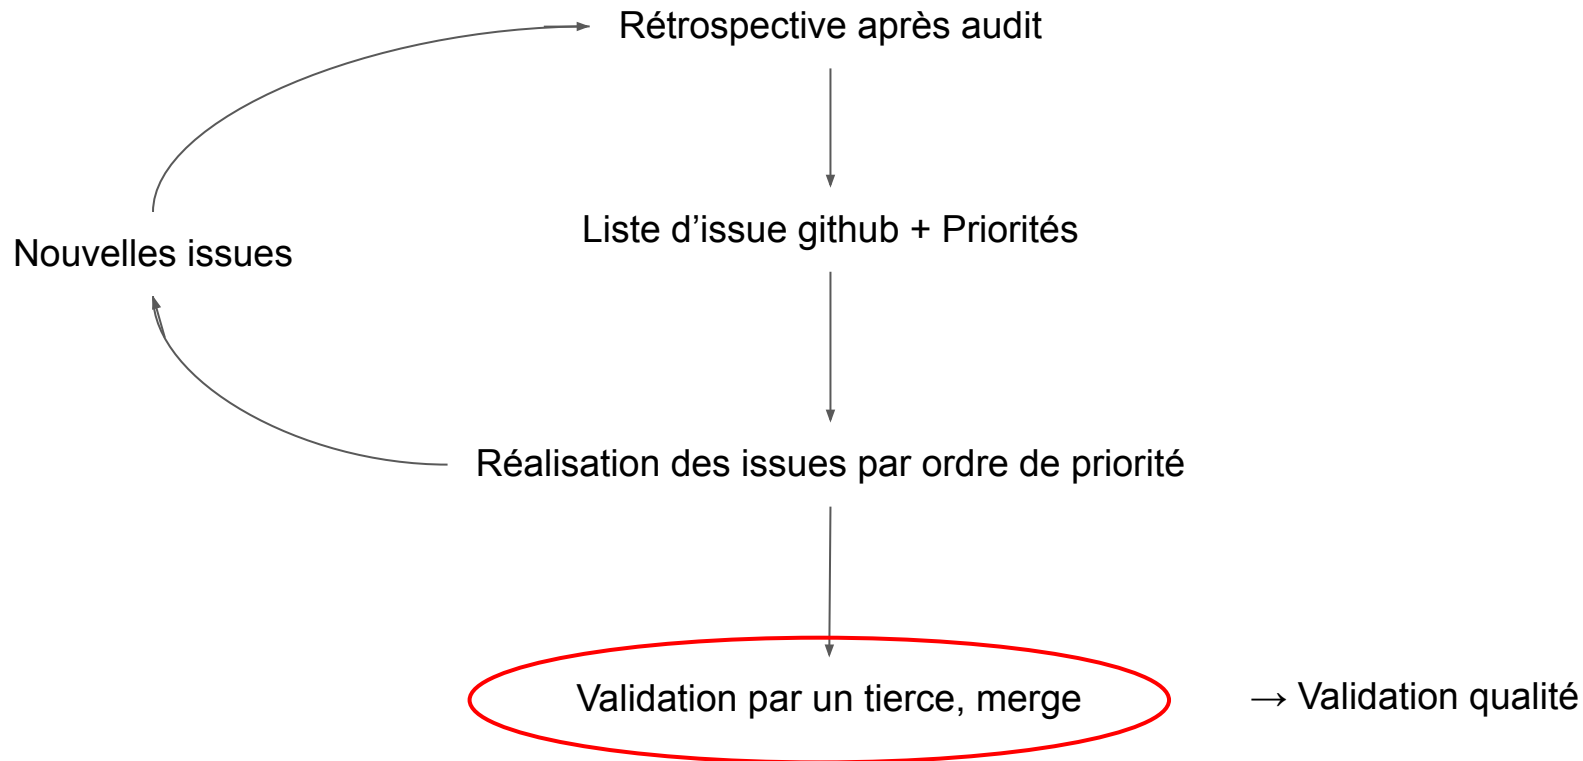 Rétrospective après audit
Liste d’issue github + Priorités
Nouvelles issues
Réalisation des issues par ordre de priorité
Validation par un tierce, merge
→ Validation qualité